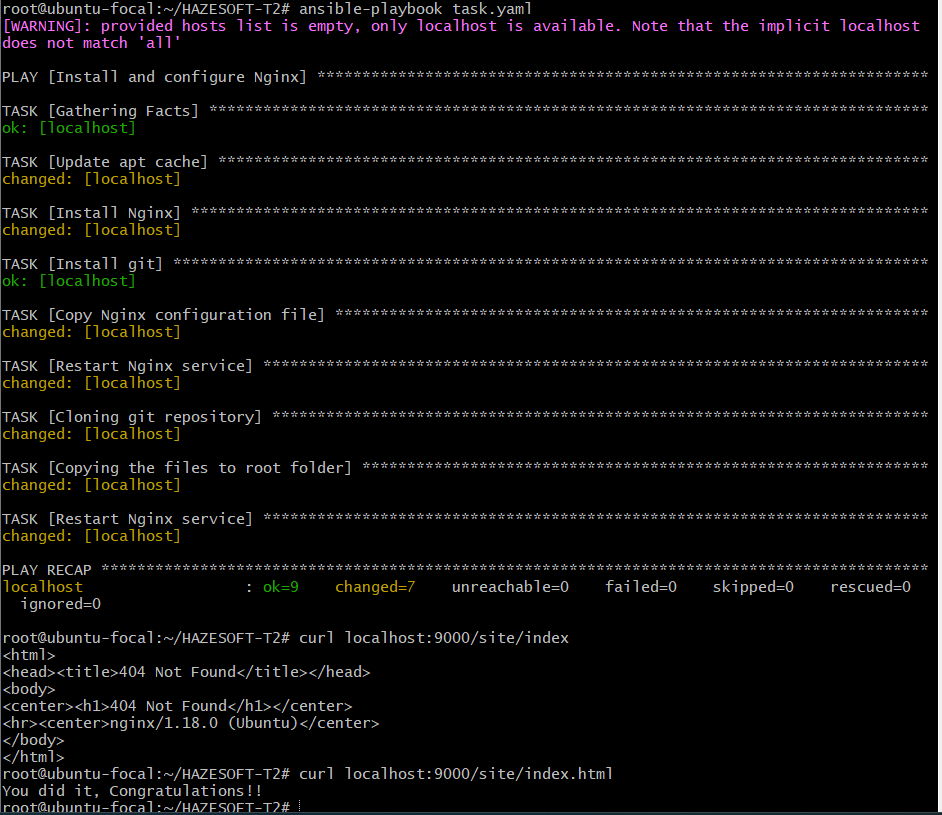 root@ubuntu-focal:~/HAZESOFT-T2# ansible-playbook task.yaml
[WARNING]: provided hosts list is empty, only localhost is available. Note that the implicit localhost
does not match 'all'
PLAY [Install and configure Nginx] ********************************************************************
TASK [Gathering Facts] ********************************************************************************
ok: [localhost]
TASK [Update apt cache] *******************************************************************************
changed: [localhost]
TASK [Install Nginx] **********************************************************************************
changed: [localhost]
TASK [Install git] ************************************************************************************
ok: [localhost]
TASK [Copy Nginx configuration file] ******************************************************************
changed: [localhost]
TASK [Restart Nginx service] **************************************************************************
changed: [localhost]
TASK [Cloning git repository] *************************************************************************
changed: [localhost]
TASK [Copying the files to root folder] ***************************************************************
changed: [localhost]
TASK [Restart Nginx service] **************************************************************************
changed: [localhost]
PLAY RECAP ********************************************************************************************
localhost                  : ok=9    changed=7    unreachable=0    failed=0    skipped=0    rescued=0
  ignored=0
root@ubuntu-focal:~/HAZESOFT-T2# curl localhost:9000/site/index
<html>
<head><title>404 Not Found</title></head>
<body>
<center><h1>404 Not Found</h1></center>
<hr><center>nginx/1.18.0 (Ubuntu)</center>
</body>
</html>
root@ubuntu-focal:~/HAZESOFT-T2# curl localhost:9000/site/index.html
You did it, Congratulations!!
root@ubuntu-focal:~/HAZESOFT-T2#